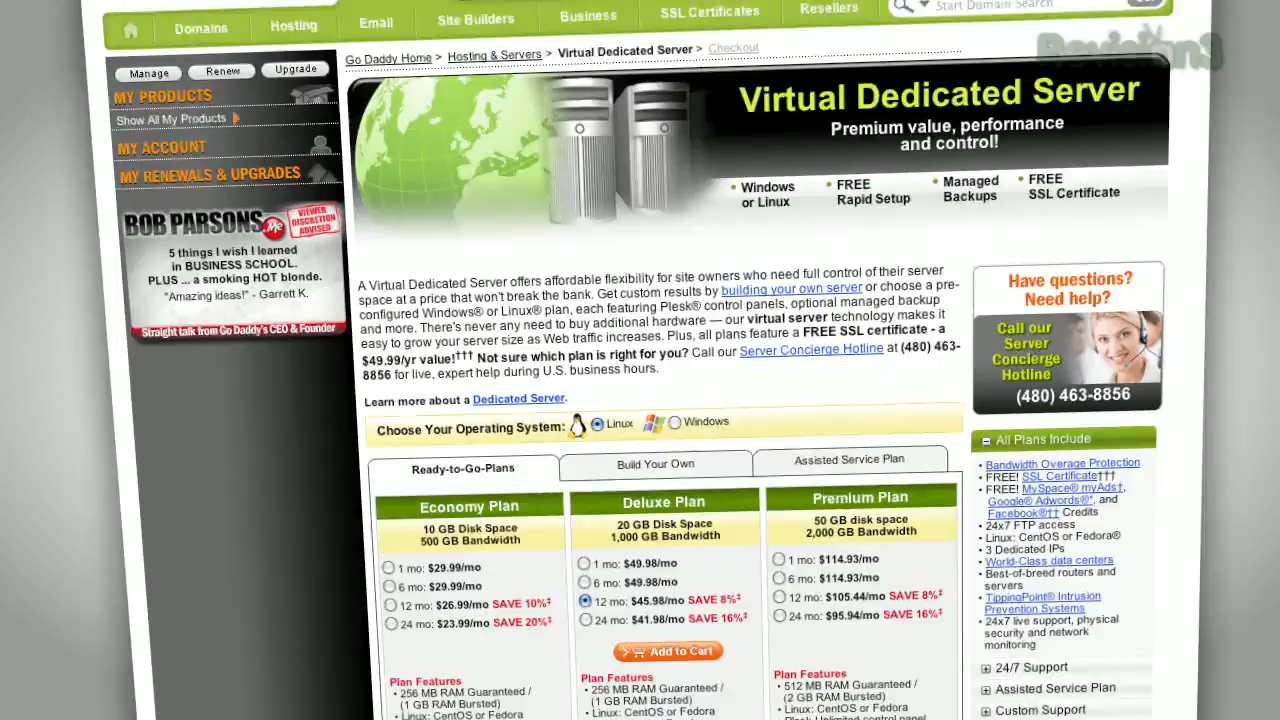 Domains Hosting Email Site Builders Business SSL Certificates Resellers Start Domain Search
Manage Renew Upgrade
MY PRODUCTS
Show All My Products
MY ACCOUNT
MY RENEWALS & UPGRADES
BOB PARSONS.Me
VIEWER
DISCRETION
ADVISED
5 things I wish I learned
in BUSINESS SCHOOL.
PLUS ... a smoking HOT blonde.
"Amazing ideas!" - Garrett K.
Straight talk from Go Daddy's CEO & Founder
Go Daddy Home > Hosting & Servers > Virtual Dedicated Server > Checkout
Virtual Dedicated Server
Premium value, performance
and control!
• Windows
or Linux
• FREE
Rapid Setup
• Managed
Backups
• FREE
SSL Certificate
A Virtual Dedicated Server offers affordable flexibility for site owners who need full control of their server
space at a price that won't break the bank. Get custom results by building your own server or choose a pre-
configured Windows® or Linux® plan, each featuring Plesk® control panels, optional managed backup
and more. There's never any need to buy additional hardware — our virtual server technology makes it
easy to grow your server size as Web traffic increases. Plus, all plans feature a FREE SSL certificate - a
$49.99/yr value!††† Not sure which plan is right for you? Call our Server Concierge Hotline at (480) 463-
8856 for live, expert help during U.S. business hours.
Learn more about a Dedicated Server.
Choose Your Operating System: Linux Windows
Ready-to-Go-Plans Build Your Own Assisted Service Plan
Economy Plan
10 GB Disk Space
500 GB Bandwidth
1 mo: $29.99/mo
6 mo: $29.99/mo
12 mo: $26.99/mo SAVE 10%‡
24 mo: $23.99/mo SAVE 20%‡
Plan Features
• 256 MB RAM Guaranteed /
(1 GB RAM Bursted)
• Linux: CentOS or Fedora
Deluxe Plan
20 GB Disk Space
1,000 GB Bandwidth
1 mo: $49.98/mo
6 mo: $49.98/mo
12 mo: $45.98/mo SAVE 8%‡
24 mo: $41.98/mo SAVE 16%‡
Add to Cart
Plan Features
• 256 MB RAM Guaranteed /
(1 GB RAM Bursted)
• Linux: CentOS or Fedora
Premium Plan
50 GB disk space
2,000 GB Bandwidth
1 mo: $114.93/mo
6 mo: $114.93/mo
12 mo: $105.44/mo SAVE 8%‡
24 mo: $95.94/mo SAVE 16%‡
Plan Features
• 512 MB RAM Guaranteed /
(2 GB RAM Bursted)
• Linux: CentOS or Fedora
Have questions?
Need help?
Call our
Server
Concierge
Hotline
(480) 463-8856
All Plans Include
• Bandwidth Overage Protection
• FREE! SSL Certificate†††
• FREE! MySpace® myAds†,
Google® Adwords®*, and
Facebook®†† Credits
• 24x7 FTP access
• Linux: CentOS or Fedora®
• 3 Dedicated IPs
• World-Class data centers
• Best-of-breed routers and
servers
• TippingPoint® Intrusion
Prevention Systems
• 24x7 live support, physical
security and network
monitoring
24/7 Support
Assisted Service Plan
Custom Support